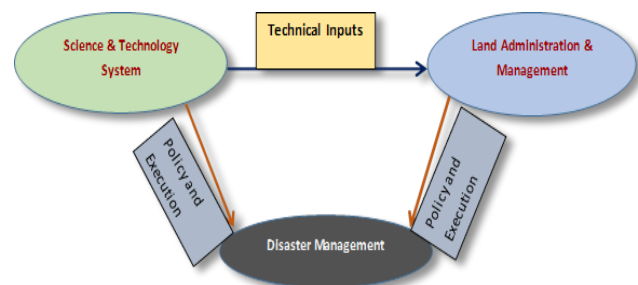 Science & Technology
System
Technical Inputs
Land Administration &
Management
Policy and
Execution
Policy and
Execution
Disaster Management